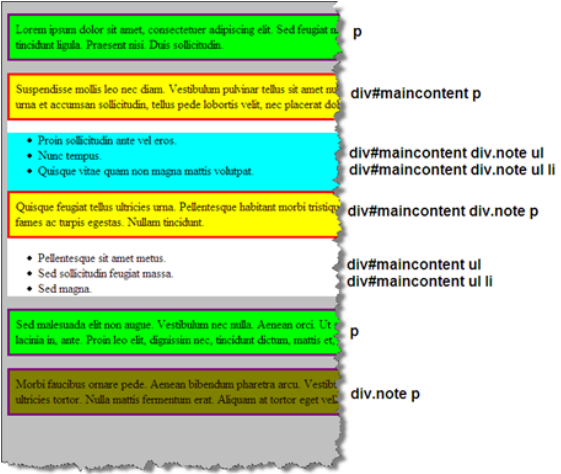 Lorem ipsum dolor sit amet, consectetuer adipiscing elit. Sed feugiat
p
tincidunt ligula. Praesent nisi. Duis sollicitudin.
Suspendisse mollis leo nec diam. Vestibulum pulvinar tellus sit amet
div#maincontent p
urna et accumsan sollicitudin, tellus pede lobortis velit, nec placerat
• Proin sollicitudin ante vel eros.
• Nunc tempus.
div#maincontent div.note ul
• Quisque vitae quam non magna mattis volutpat.
div#maincontent div.note ul li
Quisque feugiat tellus ultricies urna. Pellentesque habitant morbi
div#maincontent div.note p
fames ac turpis egestas. Nullam tincidunt.
• Pellentesque sit amet metus.
div#maincontent ul
• Sed sollicitudin feugiat massa.
div#maincontent ul li
• Sed magna.
Sed malesuada elit non augue. Vestibulum nec nulla. Aenean orci. Ut
p
lacinia in, ante. Proin leo elit, dignissim nec, tincidunt dictum, mattis et,
Morbi faucibus ornare pede. Aenean bibendum pharetra arcu.
div.note p
ultricies tortor. Nulla mattis fermentum erat. Aliquam at tortor eget